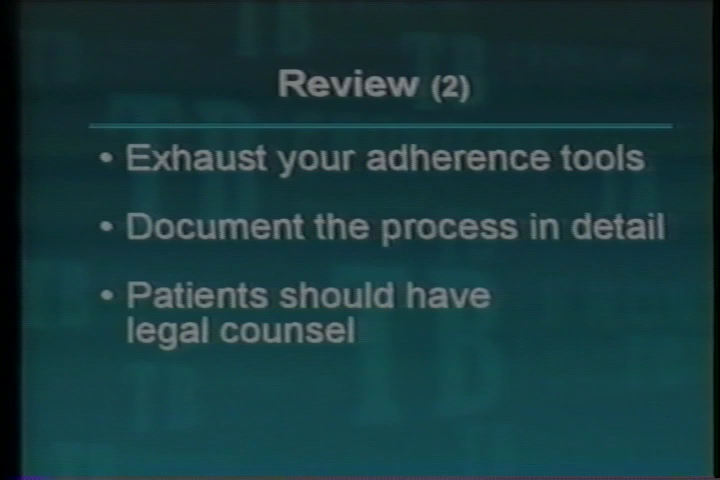 Review (2)
• Exhaust your adherence tools
• Document the process in detail
• Patients should have
legal counsel